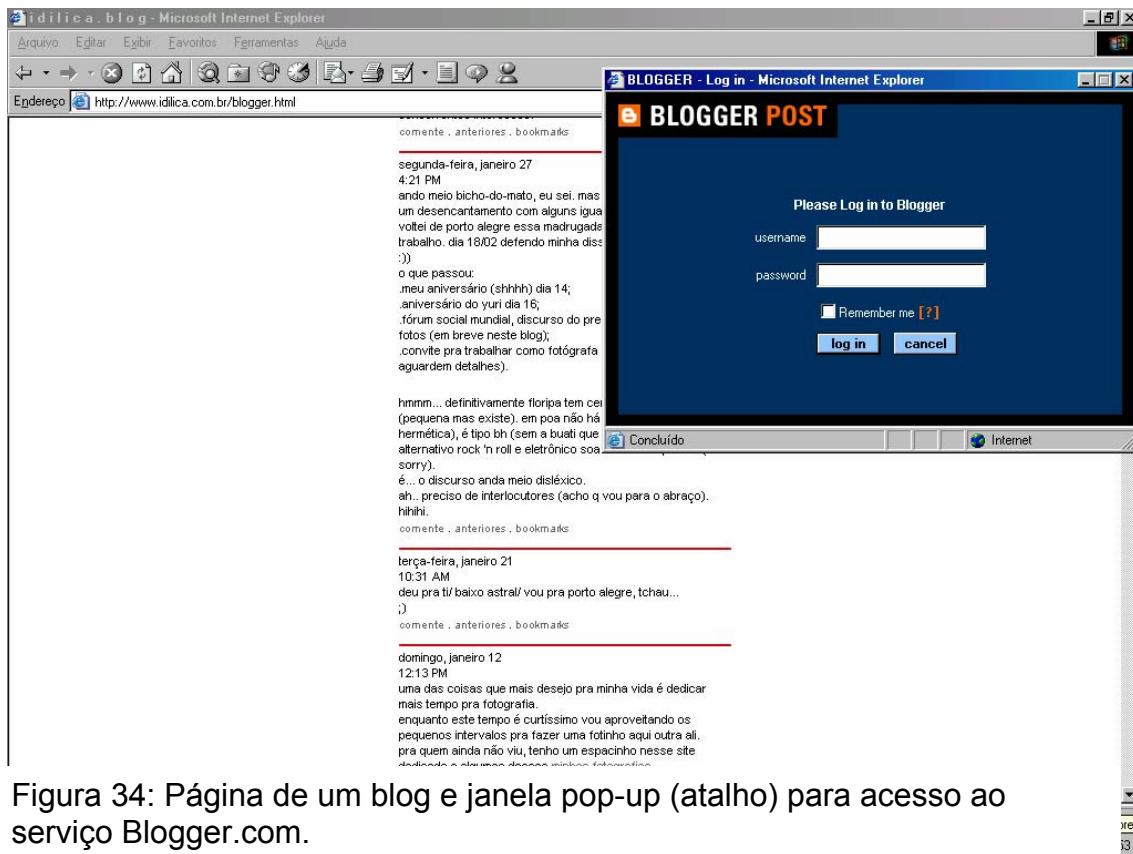 idilica.blog - Microsoft Internet Explorer
Arquivo Editar Exibir Favoritos Ferramentas Ajuda
Endereço http://www.idilica.com.br/blogger.html
comente . anteriores . bookmarks
segunda-feira, janeiro 27
4:21 PM
ando meio bicho-do-mato, eu sei. mas
um desencantamento com alguns igua
voltei de porto alegre essa madrugada
trabalho. dia 18/02 defendo minha diss
:))
o que passou:
.meu aniversário (shhhh) dia 14;
.aniversário do yuri dia 16;
.fórum social mundial, discurso do pre
fotos (em breve neste blog);
.convite pra trabalhar como fotógrafa
aguardem detalhes).
hmmm... definitivamente floripa tem cer
(pequena mas existe). em poa não há
hermética), é tipo bh (sem a buati que
alternativo rock 'n roll e eletrônico soa
sorry).
é... o discurso anda meio disléxico.
ah.. preciso de interlocutores (acho q vou para o abraço).
hihihi.
comente . anteriores . bookmarks
terça-feira, janeiro 21
10:31 AM
deu pra ti/ baixo astral/ vou pra porto alegre, tchau...
;)
comente . anteriores . bookmarks
domingo, janeiro 12
12:13 PM
uma das coisas que mais desejo pra minha vida é dedicar
mais tempo pra fotografia.
enquanto este tempo é curtíssimo vou aproveitando os
pequenos intervalos pra fazer uma fotinho aqui outra ali.
pra quem ainda não viu, tenho um espacinho nesse site
BLOGGER - Log in - Microsoft Internet Explorer
BLOGGER POST
Please Log in to Blogger
username
password
Remember me [?]
log in cancel
Concluído Internet
Figura 34: Página de um blog e janela pop-up (atalho) para acesso ao
serviço Blogger.com.